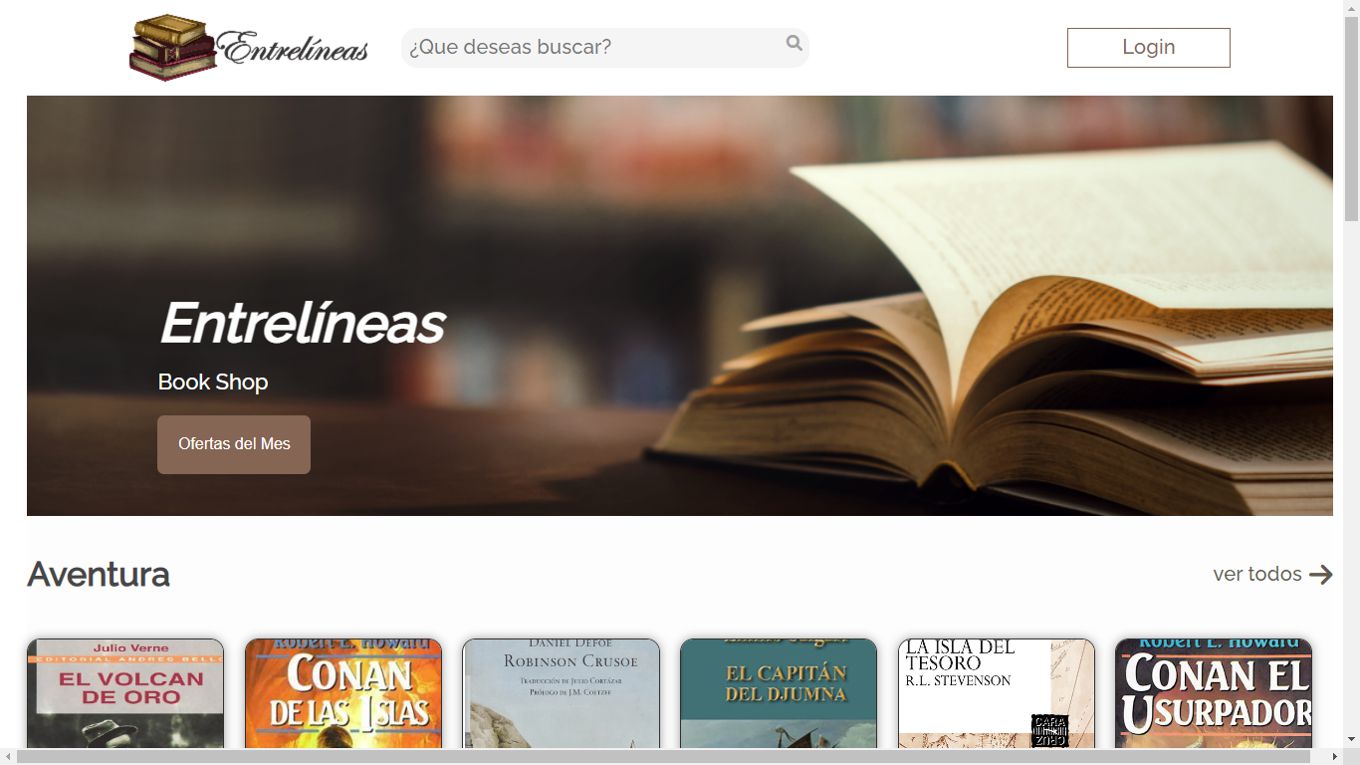 Entrelíneas
¿Que deseas buscar?
Login
Entrelíneas
Book Shop
Ofertas del Mes
Aventura
ver todos
Julio Verne
EDITORIAL ANDRES BELLO
EL VOLCAN
DE ORO
Robert E. Howard
CONAN
DE LAS ISLAS
DANIEL DEFOE
ROBINSON CRUSOE
TRADUCCIÓN DE JULIO CORTÁZAR
PRÓLOGO DE J.M. COETZEE
EL CAPITÁN
DEL DJUMNA
LA ISLA DEL
TESORO
R.L. STEVENSON
CARA
CRUZ
Robert E. Howard
CONAN EL
USURPADOR